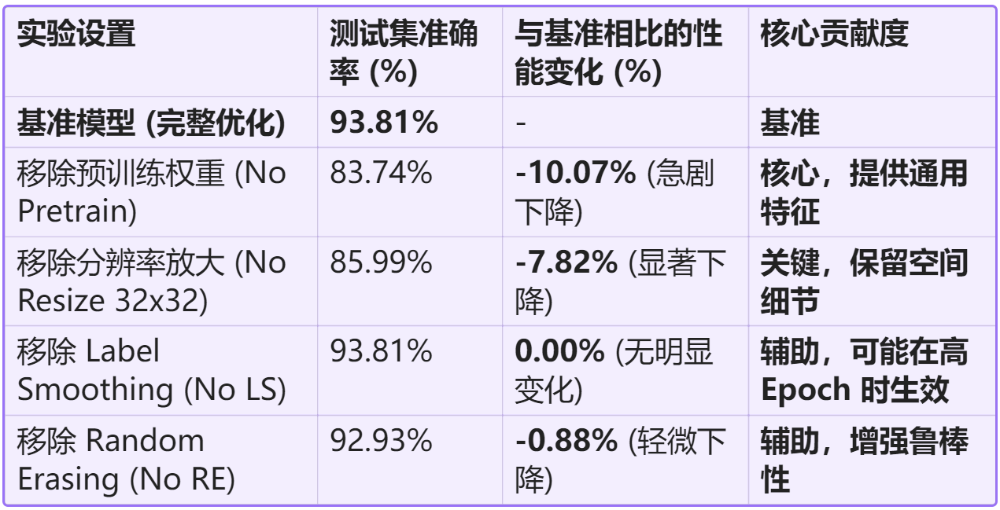 实验设置
测试集准确
率 (%)
与基准相比的性
能变化 (%)
核心贡献度
基准模型 (完整优化)
93.81%
-
基准
移除预训练权重 (No
Pretrain)
83.74%
-10.07% (急剧
下降)
核心，提供通用
特征
移除分辨率放大 (No
Resize 32x32)
85.99%
-7.82% (显著下
降)
关键，保留空间
细节
移除 Label
Smoothing (No LS)
93.81%
0.00% (无明显
变化)
辅助，可能在高
Epoch 时生效
移除 Random
Erasing (No RE)
92.93%
-0.88% (轻微下
降)
辅助，增强鲁棒
性